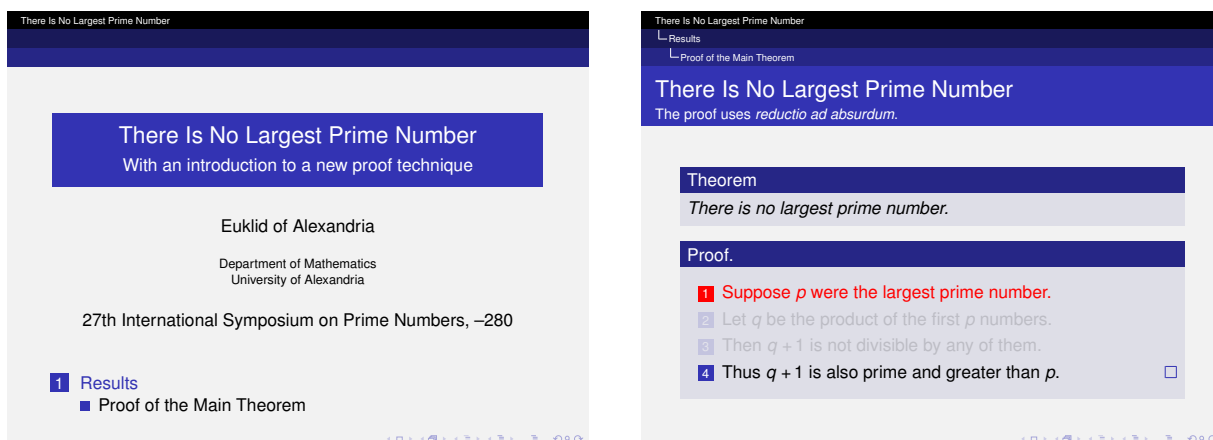 There Is No Largest Prime Number
There Is No Largest Prime Number
With an introduction to a new proof technique
Euklid of Alexandria
Department of Mathematics
University of Alexandria
27th International Symposium on Prime Numbers, –280
1 Results
Proof of the Main Theorem
There Is No Largest Prime Number
Results
Proof of the Main Theorem
There Is No Largest Prime Number
The proof uses reductio ad absurdum.
Theorem
There is no largest prime number.
Proof.
1 Suppose p were the largest prime number.
2 Let q be the product of the first p numbers.
3 Then q + 1 is not divisible by any of them.
4 Thus q + 1 is also prime and greater than p.